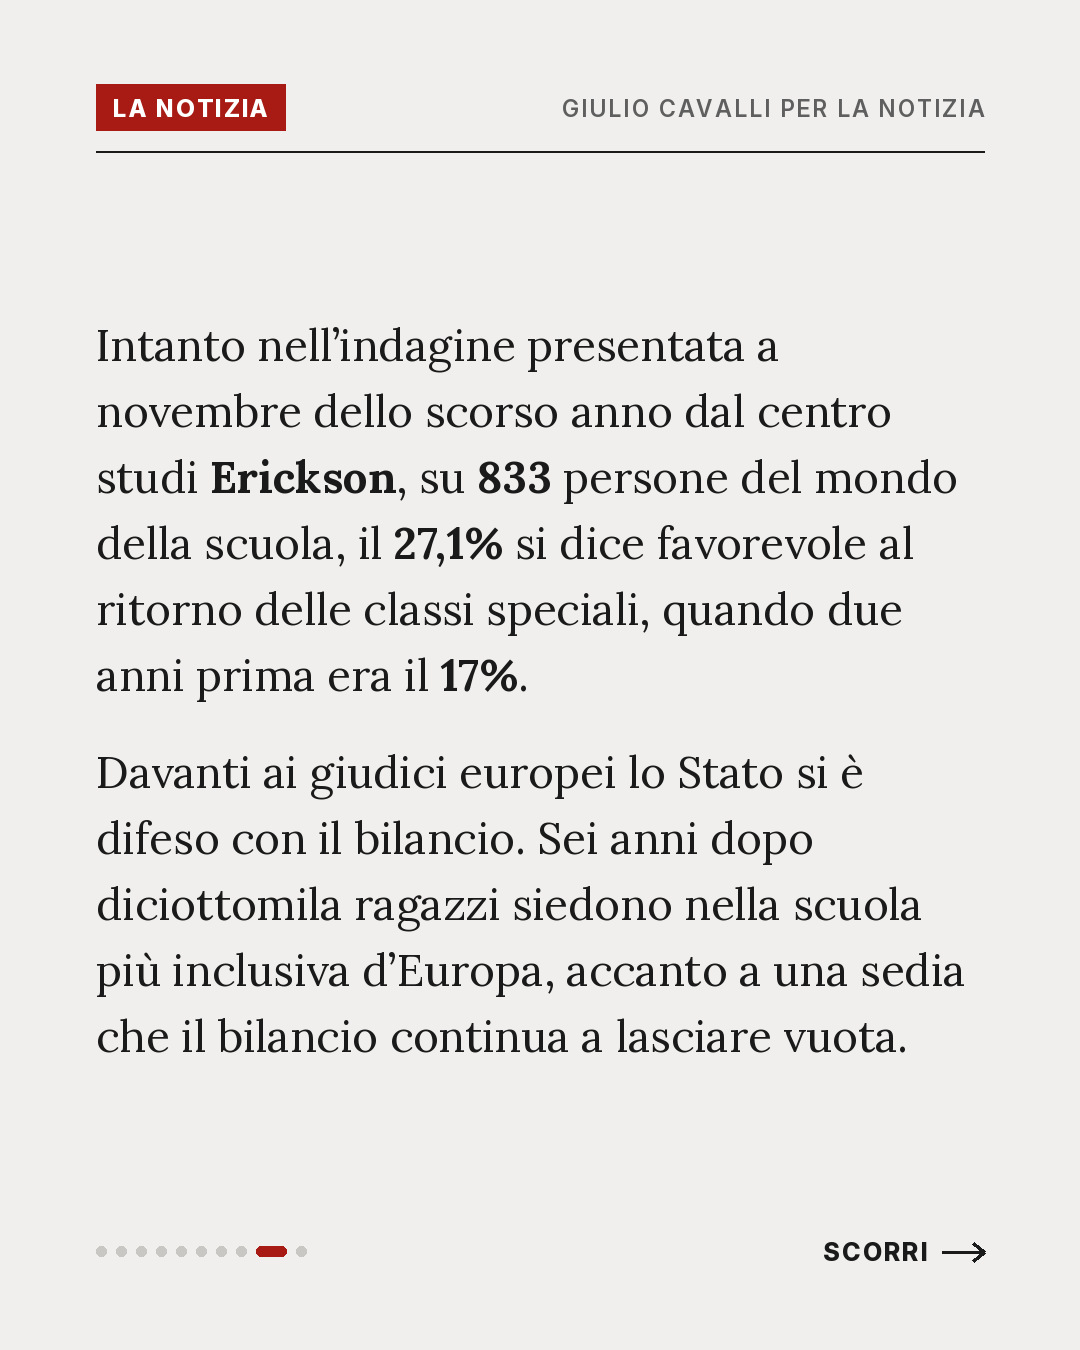 LA NOTIZIA
GIULIO CAVALLI PER LA NOTIZIA
Intanto nell’indagine presentata a
novembre dello scorso anno dal centro
studi Erickson, su 833 persone del mondo
della scuola, il 27,1% si dice favorevole al
ritorno delle classi speciali, quando due
anni prima era il 17%.
Davanti ai giudici europei lo Stato si è
difeso con il bilancio. Sei anni dopo
diciottomila ragazzi siedono nella scuola
più inclusiva d’Europa, accanto a una sedia
che il bilancio continua a lasciare vuota.
SCORRI